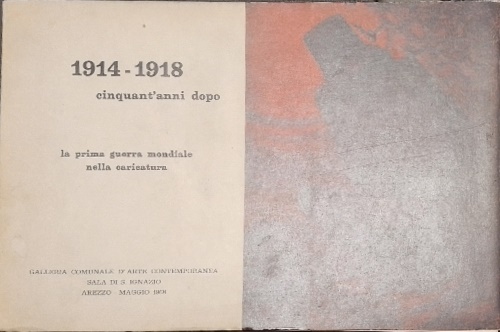 1914 - 1918
cinquant'anni dopo
la prima guerra mondiale
nella caricatura
GALLERIA COMUNALE D'ARTE CONTEMPORANEA
SALA DI S. IGNAZIO
AREZZO - MAGGIO 1968